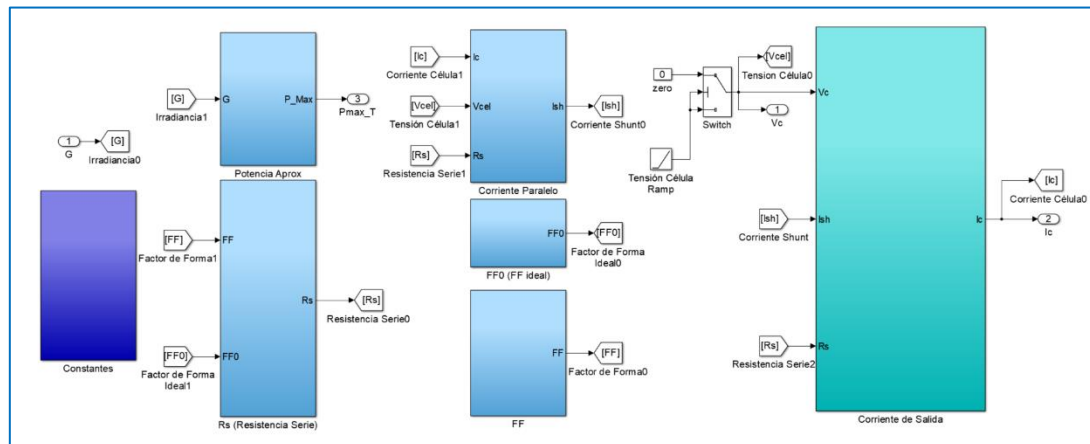 1
G
[G]
Irradiancia0
Constantes
[G]
Irradiancia1
G
P_Max
Potencia Aprox
3
Pmax_T
[FF]
Factor de Forma1
[FF0]
Factor de Forma
Ideal1
FF
FF0
Rs
Rs (Resistencia Serie)
[Rs]
Resistencia Serie0
[Ic]
Corriente Célula1
[Vcel]
Tensión Célula1
[Rs]
Resistencia Serie1
Ic
Vcel
Rs
Ish
Corriente Paralelo
[Ish]
Corriente Shunt0
FF0
FF0 (FF ideal)
[FF0]
Factor de Forma
Ideal0
FF
FF
[FF]
Factor de Forma0
0
zero
Tensión Célula
Ramp
Switch
[Vcel]
Tension Célula0
1
Vc
[Ish]
Corriente Shunt
[Rs]
Resistencia Serie2
Vc
Ish
Rs
Ic
Corriente de Salida
[Ic]
Corriente Célula0
2
Ic